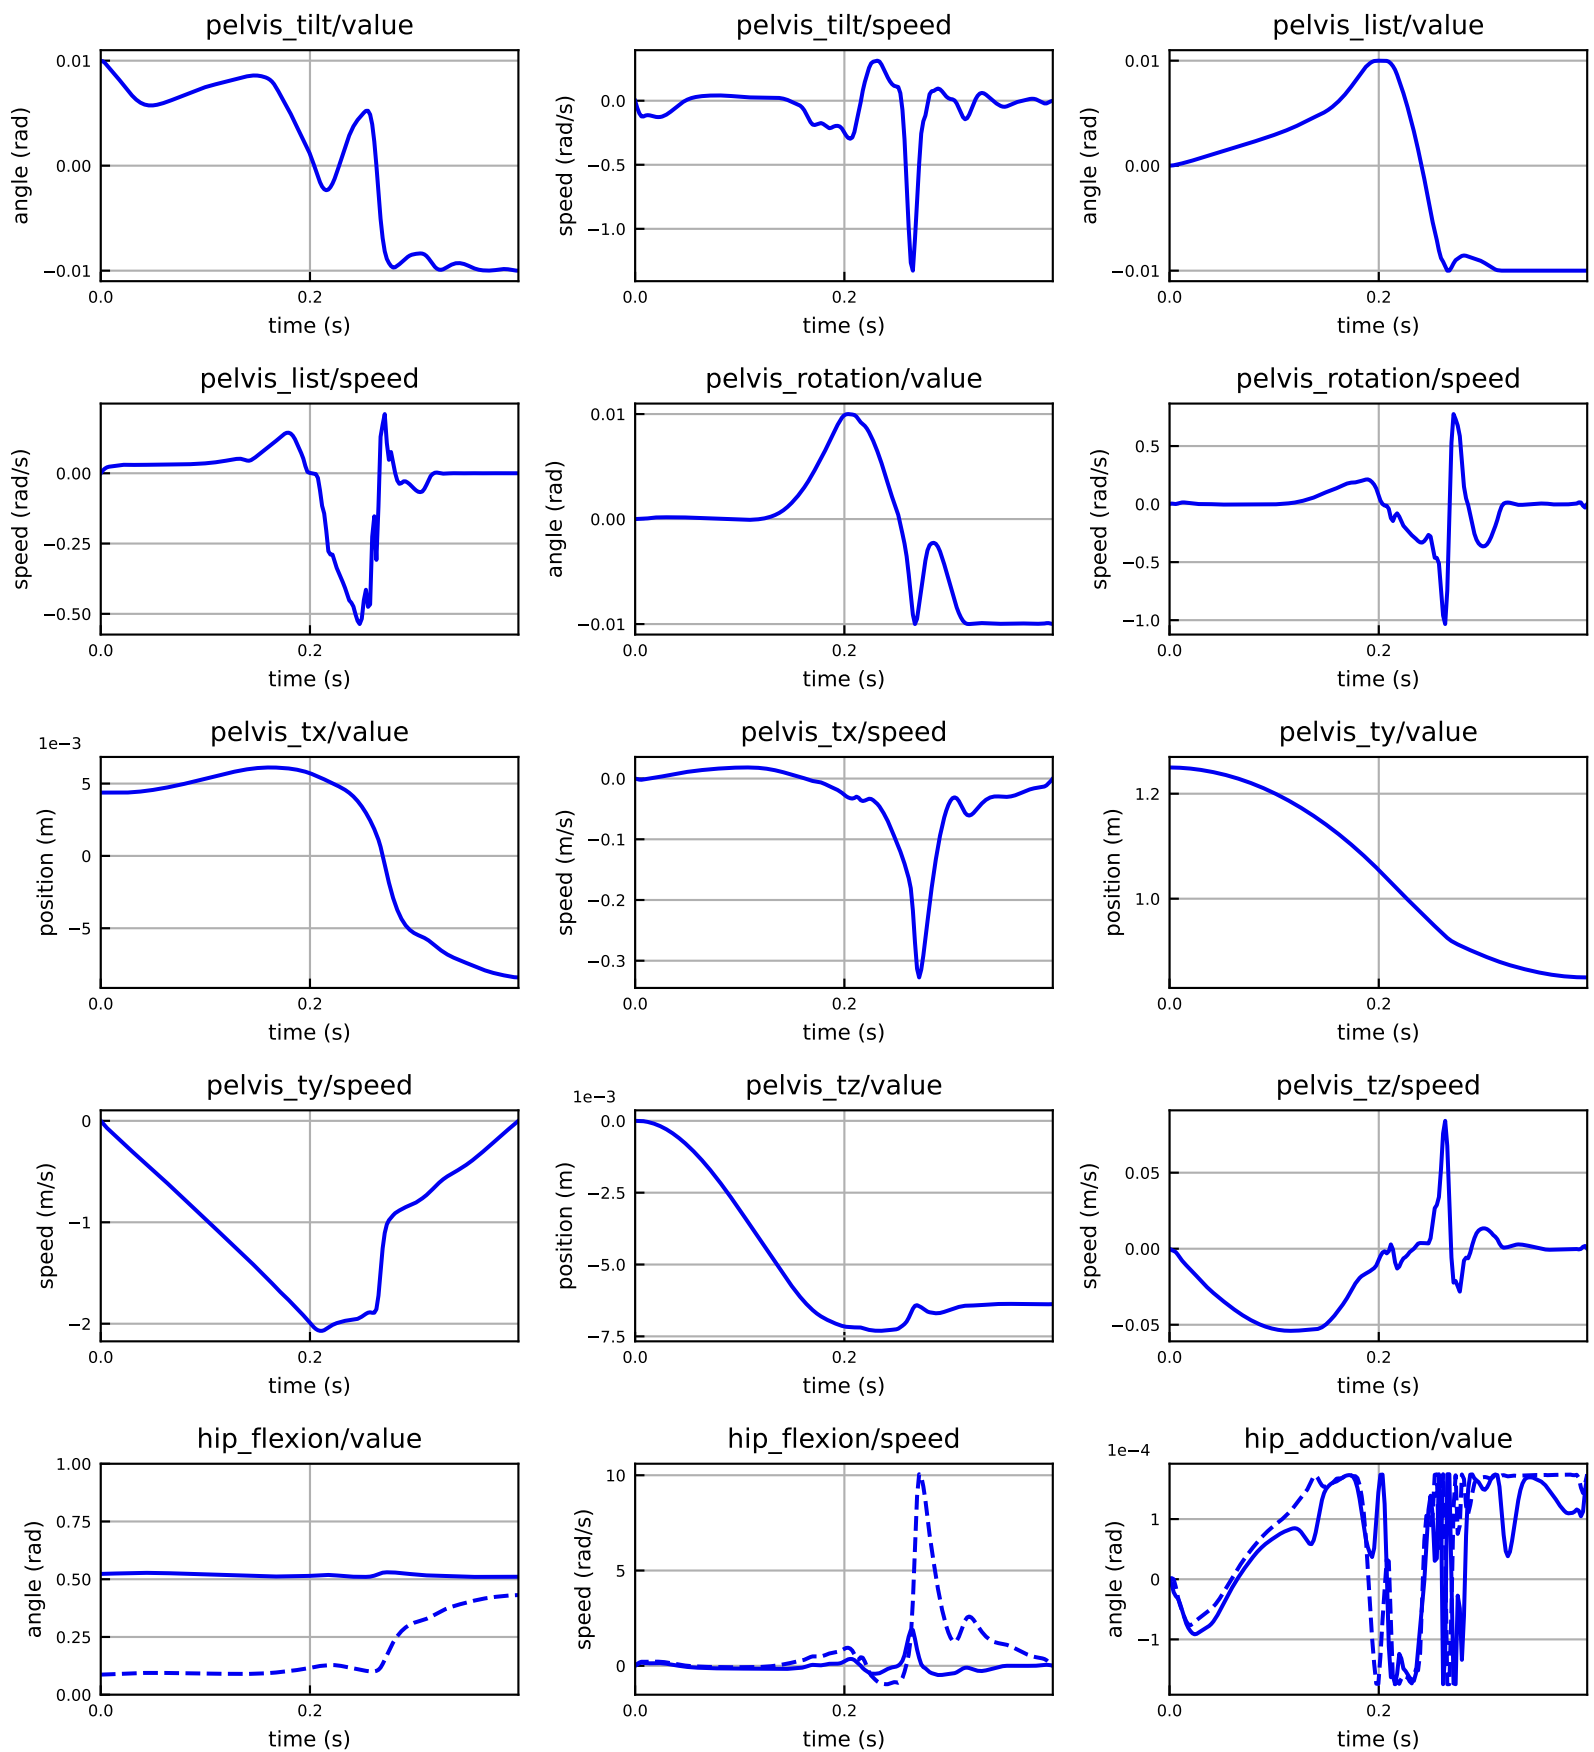 pelvis_tilt/value
angle (rad)
0.01
0.00
−0.01
0.0
0.2
time (s)
pelvis_tilt/speed
speed (rad/s)
0.0
−0.5
−1.0
0.0
0.2
time (s)
pelvis_list/value
angle (rad)
0.01
0.00
−0.01
0.0
0.2
time (s)
pelvis_list/speed
speed (rad/s)
0.00
−0.25
−0.50
0.0
0.2
time (s)
pelvis_rotation/value
angle (rad)
0.01
0.00
−0.01
0.0
0.2
time (s)
pelvis_rotation/speed
speed (rad/s)
0.5
0.0
−0.5
−1.0
0.0
0.2
time (s)
pelvis_tx/value
1e−3
position (m)
5
0
−5
0.0
0.2
time (s)
pelvis_tx/speed
speed (m/s)
0.0
−0.1
−0.2
−0.3
0.0
0.2
time (s)
pelvis_ty/value
position (m)
1.2
1.0
0.0
0.2
time (s)
pelvis_ty/speed
speed (m/s)
0
−1
−2
0.0
0.2
time (s)
pelvis_tz/value
1e−3
position (m)
0.0
−2.5
−5.0
−7.5
0.0
0.2
time (s)
pelvis_tz/speed
speed (m/s)
0.05
0.00
−0.05
0.0
0.2
time (s)
hip_flexion/value
angle (rad)
1.00
0.75
0.50
0.25
0.00
0.0
0.2
time (s)
hip_flexion/speed
speed (rad/s)
10
5
0
0.0
0.2
time (s)
hip_adduction/value
1e−4
angle (rad)
1
0
−1
0.0
0.2
time (s)